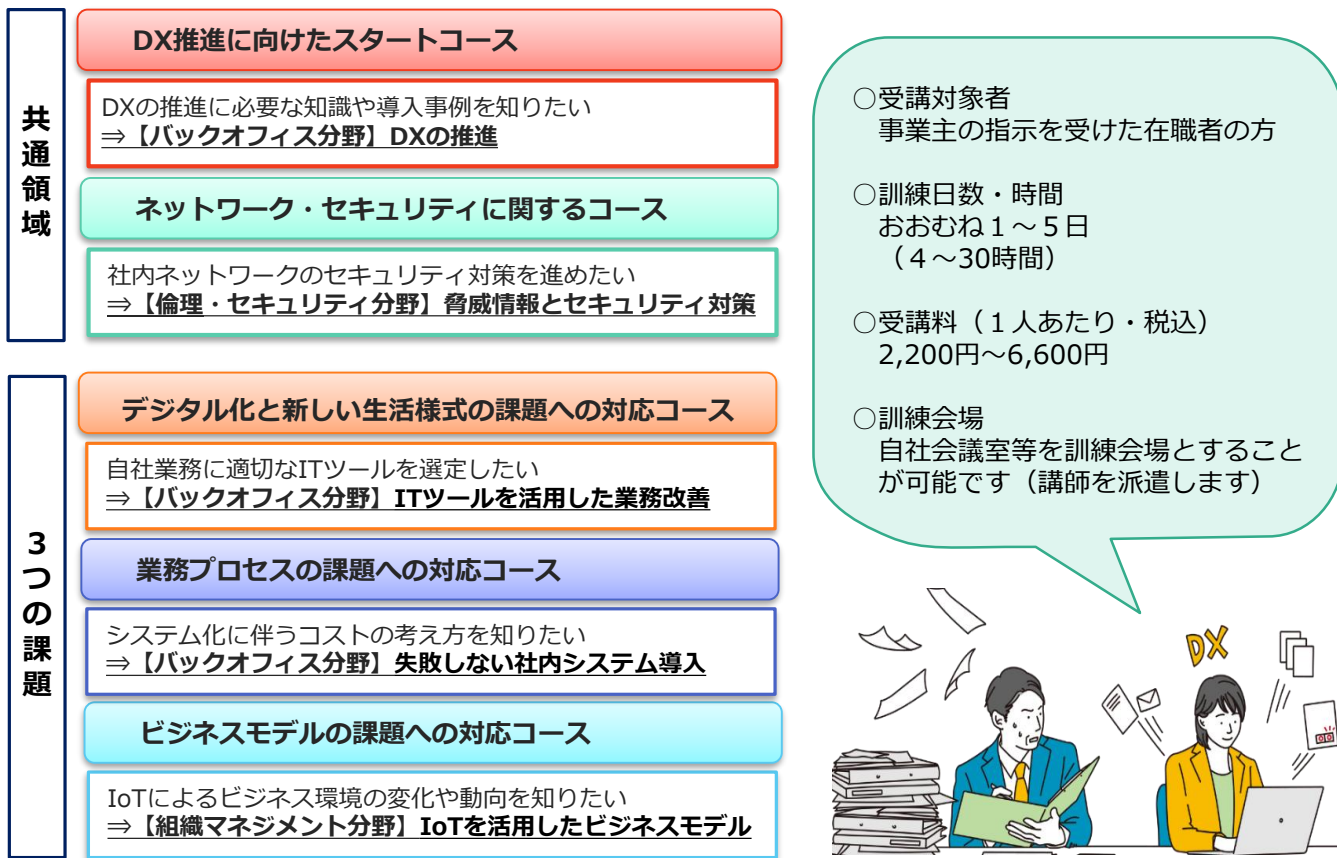 共通領域
DX推進に向けたスタートコース
DXの推進に必要な知識や導入事例を知りたい
⇒【バックオフィス分野】DXの推進
ネットワーク・セキュリティに関するコース
社内ネットワークのセキュリティ対策を進めたい
⇒【倫理・セキュリティ分野】脅威情報とセキュリティ対策
3つの課題
デジタル化と新しい生活様式の課題への対応コース
自社業務に適切なITツールを選定したい
⇒【バックオフィス分野】ITツールを活用した業務改善
業務プロセスの課題への対応コース
システム化に伴うコストの考え方を知りたい
⇒【バックオフィス分野】失敗しない社内システム導入
ビジネスモデルの課題への対応コース
IoTによるビジネス環境の変化や動向を知りたい
⇒【組織マネジメント分野】IoTを活用したビジネスモデル
○受講対象者
事業主の指示を受けた在職者の方
○訓練日数・時間
おおむね１～５日
（４～30時間）
○受講料（１人あたり・税込）
2,200円～6,600円
○訓練会場
自社会議室等を訓練会場とすること
が可能です（講師を派遣します）
DX